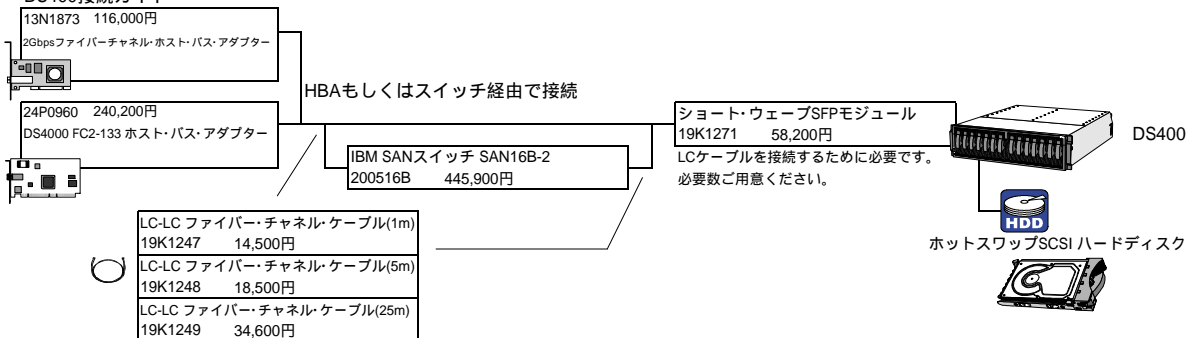 DS400接続ガイド
13N1873 116,000円
2Gbpsファイバーチャネル・ホスト・バス・アダプター
24P0960 240,200円
DS4000 FC2-133 ホスト・バス・アダプター
HBAもしくはスイッチ経由で接続
IBM SANスイッチ SAN16B-2
200516B 445,900円
ショート・ウェーブSFPモジュール
19K1271 58,200円
LCケーブルを接続するために必要です。
必要数ご用意ください。
DS400
HDD
ホットスワップSCSI ハードディスク
LC-LC ファイバー・チャネル・ケーブル(1m)
19K1247 14,500円
LC-LC ファイバー・チャネル・ケーブル(5m)
19K1248 18,500円
LC-LC ファイバー・チャネル・ケーブル(25m)
19K1249 34,600円